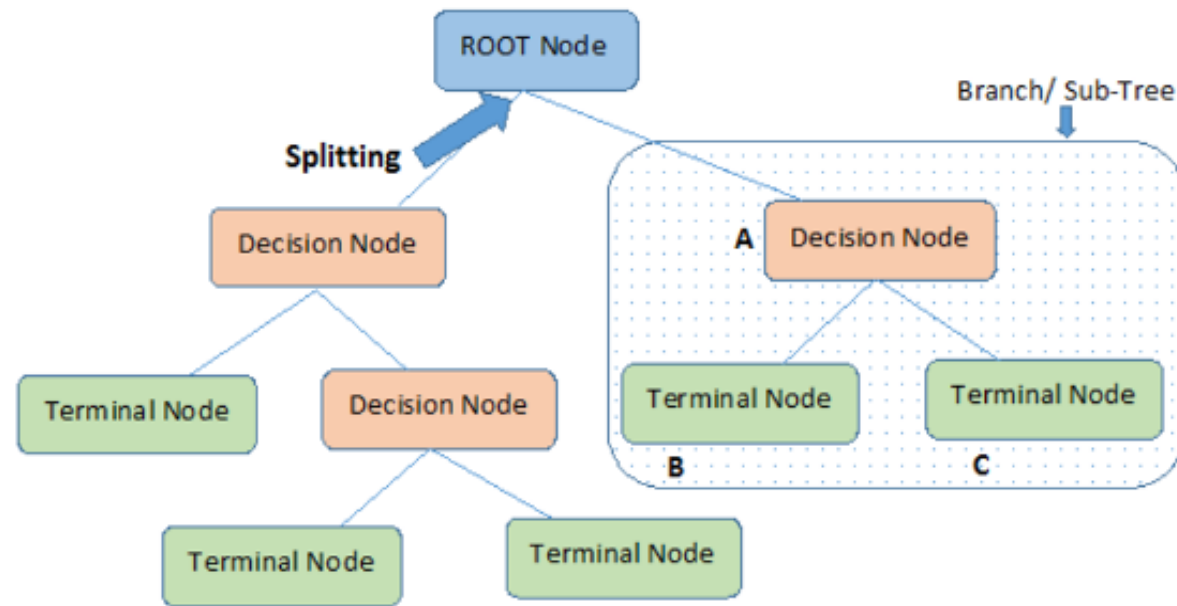 ROOT Node
Branch/ Sub-Tree
Splitting
Decision Node
A
Decision Node
Terminal Node
Decision Node
Terminal Node
Terminal Node
B
C
Terminal Node
Terminal Node